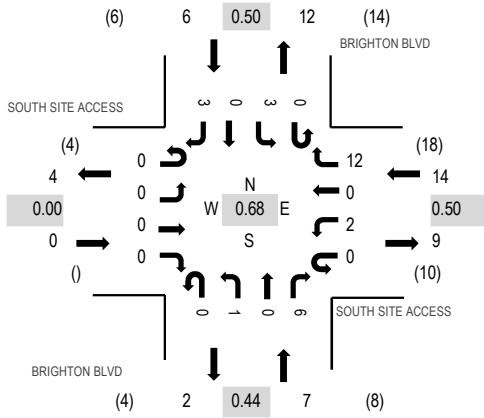 (6) 6 0.50 12 (14)
BRIGHTON BLVD
SOUTH SITE ACCESS
3 0 3 0
(4) 0 12 (18)
4 0 N 0 14
0.00 W 0.68 E 0.50
0 0 S 2 9
() 0 0 (10)
0 1 0 6
SOUTH SITE ACCESS
BRIGHTON BLVD
(4) 2 0.44 7 (8)